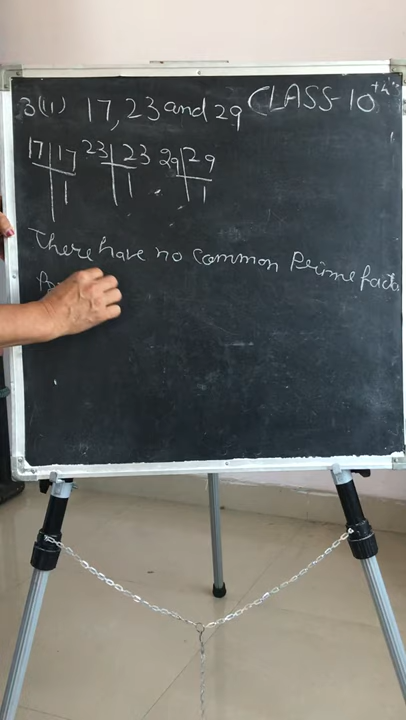 3(ii) 17, 23 and 29 CLASS-10th
17 | 17 23 | 23 29 | 29
1 1 1
There have no common Prime facto